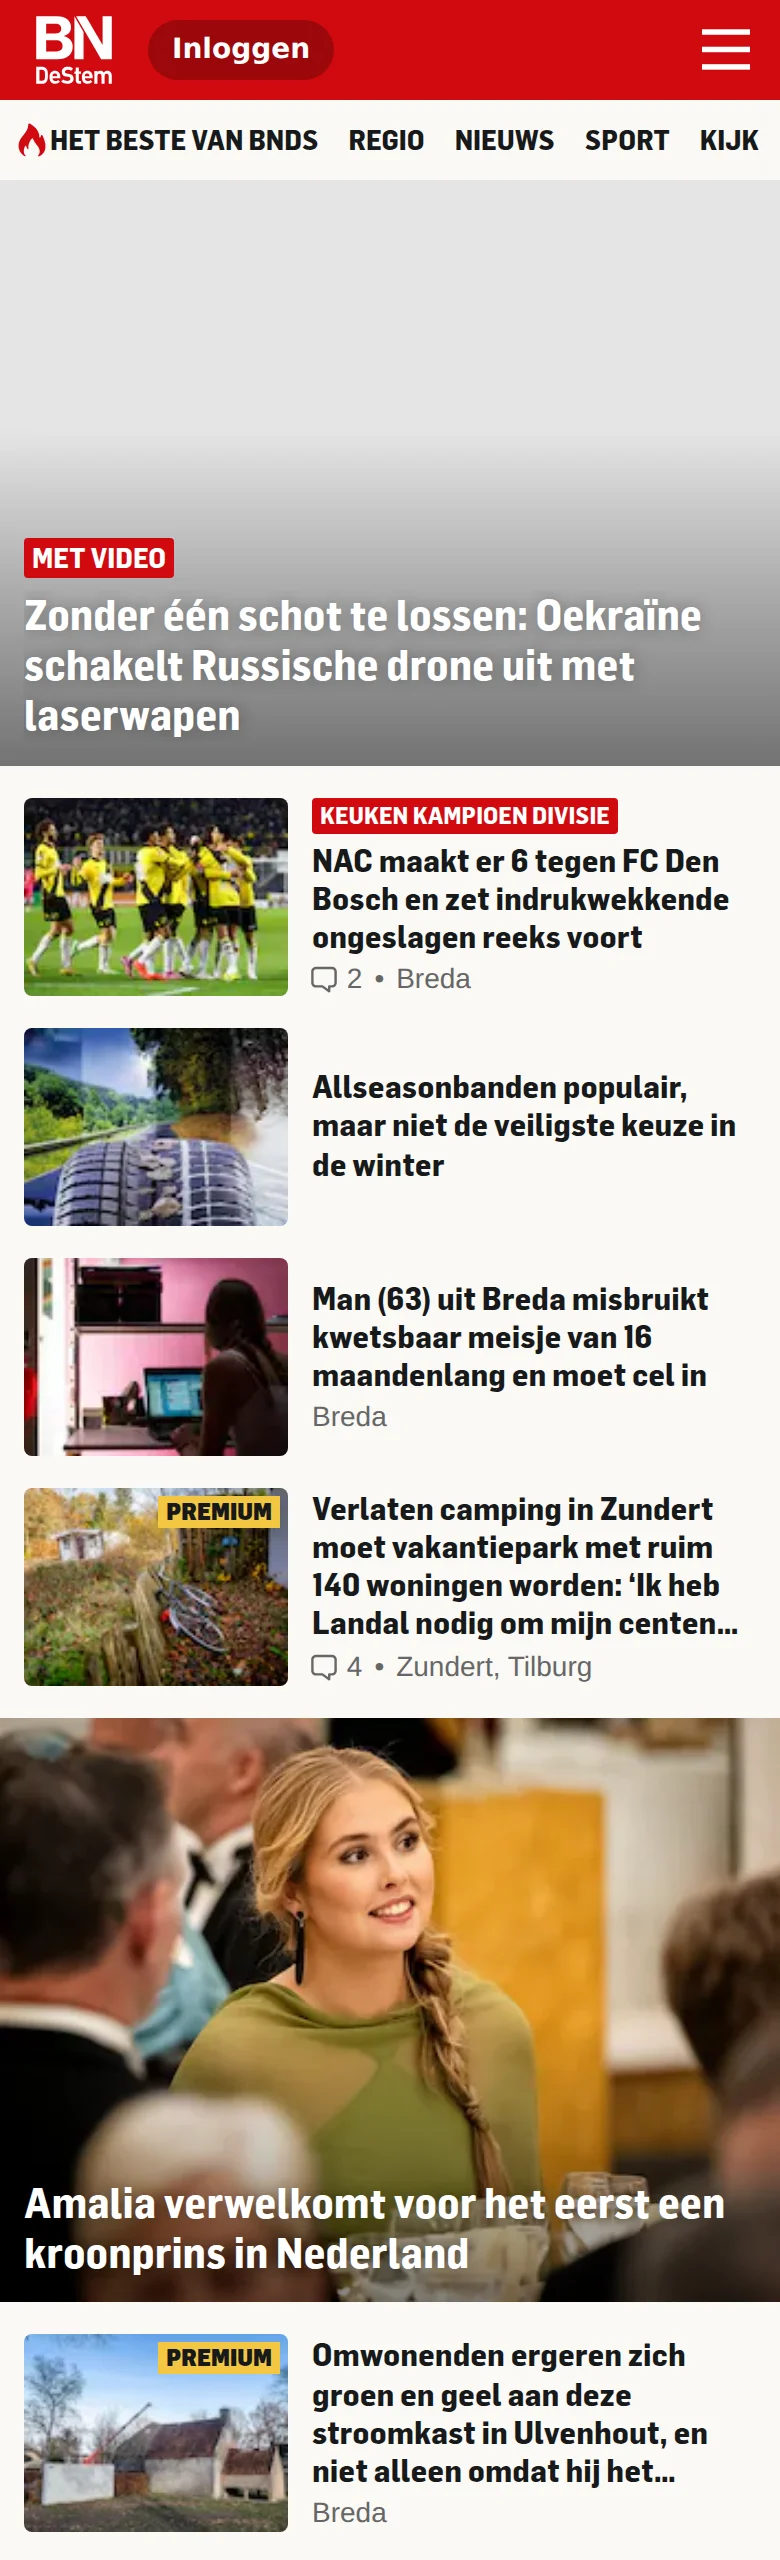 BN
DeStem
Inloggen
HET BESTE VAN BNDS REGIO NIEUWS SPORT KIJK
MET VIDEO
Zonder één schot te lossen: Oekraïne
schakelt Russische drone uit met
laserwapen
KEUKEN KAMPIOEN DIVISIE
NAC maakt er 6 tegen FC Den
Bosch en zet indrukwekkende
ongeslagen reeks voort
2 • Breda
Allseasonbanden populair,
maar niet de veiligste keuze in
de winter
Man (63) uit Breda misbruikt
kwetsbaar meisje van 16
maandenlang en moet cel in
Breda
PREMIUM
Verlaten camping in Zundert
moet vakantiepark met ruim
140 woningen worden: ‘Ik heb
Landal nodig om mijn centen...
4 • Zundert, Tilburg
Amalia verwelkomt voor het eerst een
kroonprins in Nederland
PREMIUM
Omwonenden ergeren zich
groen en geel aan deze
stroomkast in Ulvenhout, en
niet alleen omdat hij het...
Breda